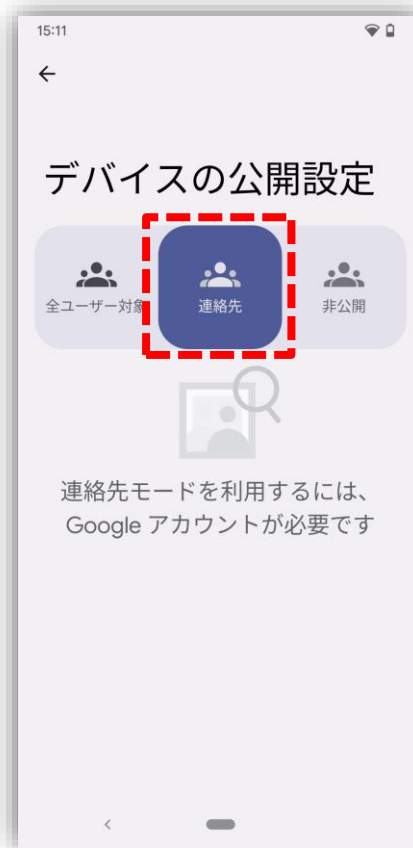 15:11
デバイスの公開設定
全ユーザー対象
連絡先
非公開
連絡先モードを利用するには、
Google アカウントが必要です